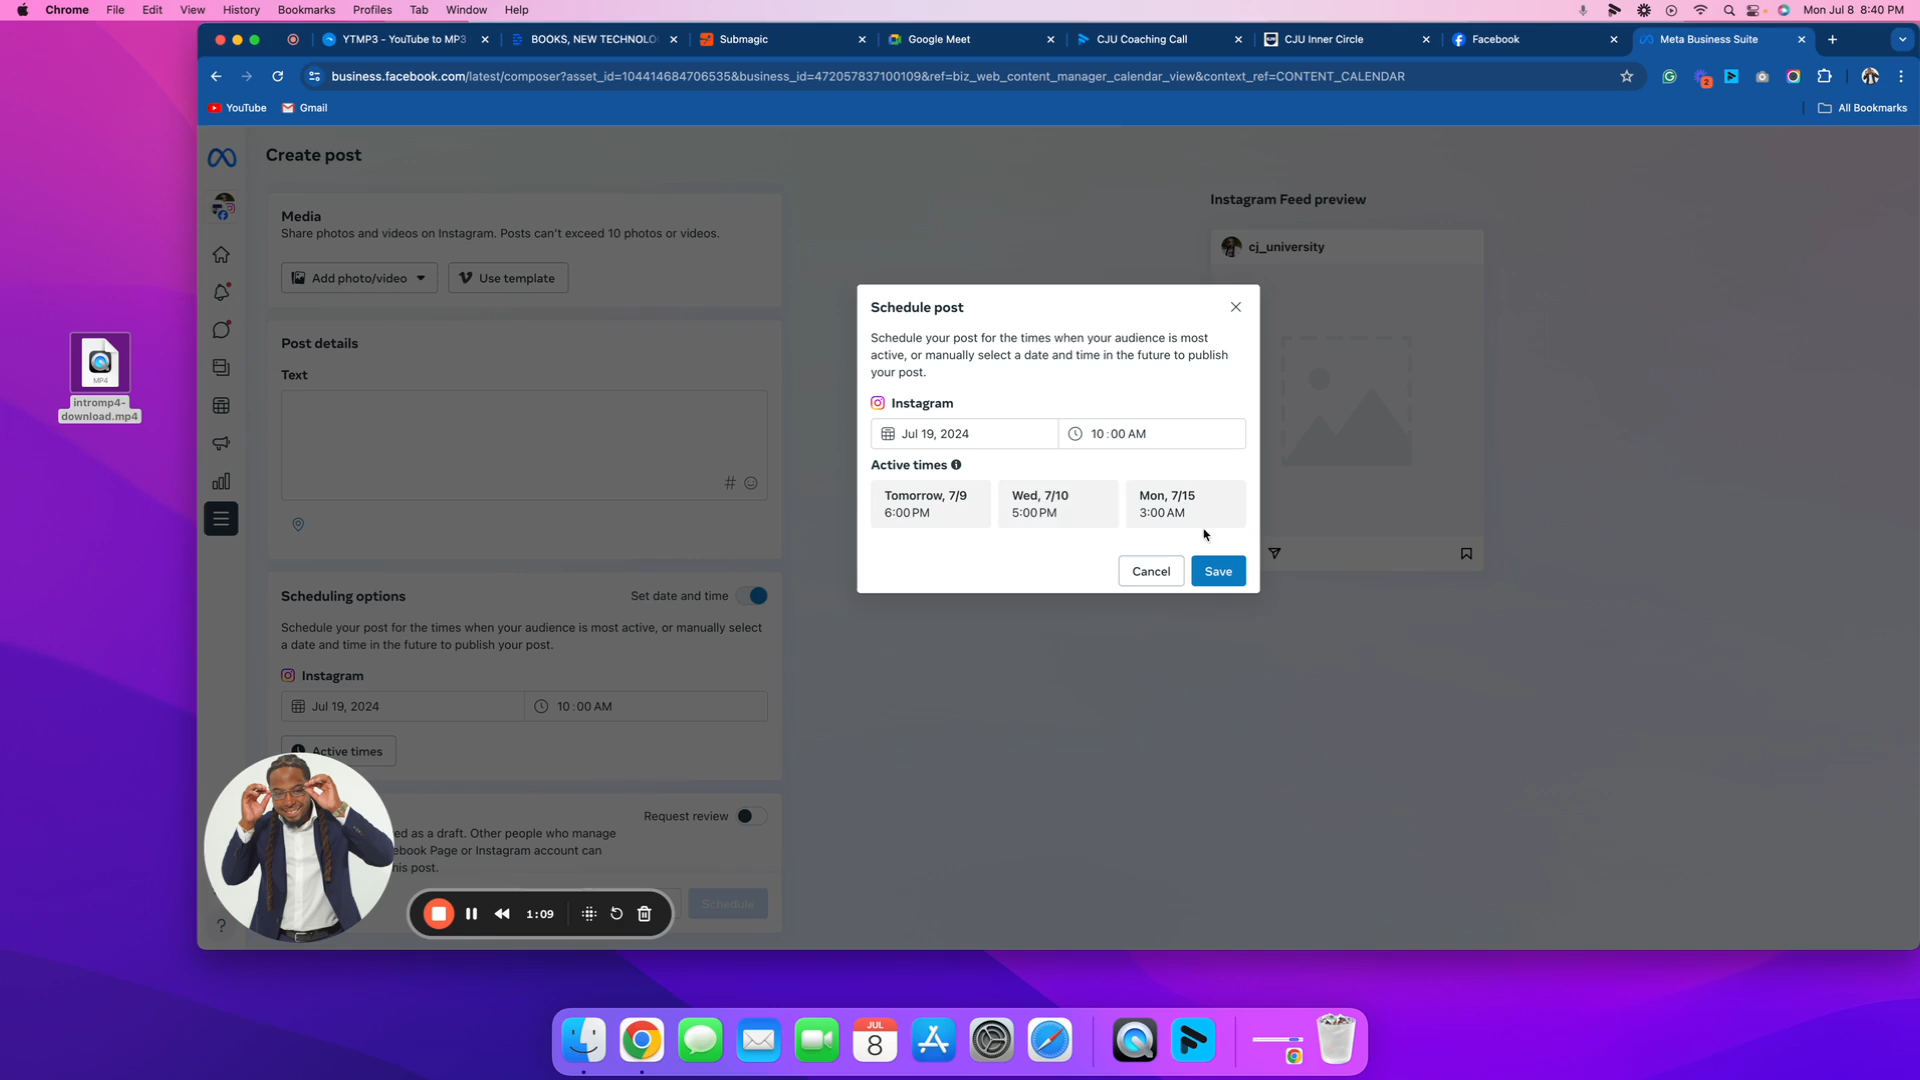 Chrome File Edit View History Bookmarks Profiles Tab Window Help Mon Jul 8 8:40 PM
YTMP3 - YouTube to MP3 BOOKS, NEW TECHNOLO Submagic Google Meet CJU Coaching Call CJU Inner Circle Facebook Meta Business Suite
business.facebook.com/latest/composer?asset_id=104414684706535&business_id=472057837100109&ref=biz_web_content_manager_calendar_view&context_ref=CONTENT_CALENDAR
2
YouTube Gmail All Bookmarks
Create post
Media
Share photos and videos on Instagram. Posts can't exceed 10 photos or videos.
Add photo/video Use template
Post details
Text
#
Scheduling options Set date and time
Schedule your post for the times when your audience is most active, or manually select
a date and time in the future to publish your post.
Instagram
Jul 19, 2024 10:00 AM
Active times
Request review
ed as a draft. Other people who manage
ebook Page or Instagram account can
his post.
Schedule
1:09
?
Instagram Feed preview
cj_university
Schedule post
Schedule your post for the times when your audience is most
active, or manually select a date and time in the future to publish
your post.
Instagram
Jul 19, 2024 10:00 AM
Active times
Tomorrow, 7/9 Wed, 7/10 Mon, 7/15
6:00 PM 5:00 PM 3:00 AM
Cancel Save
MP4
intromp4-
download.mp4
JUL
8